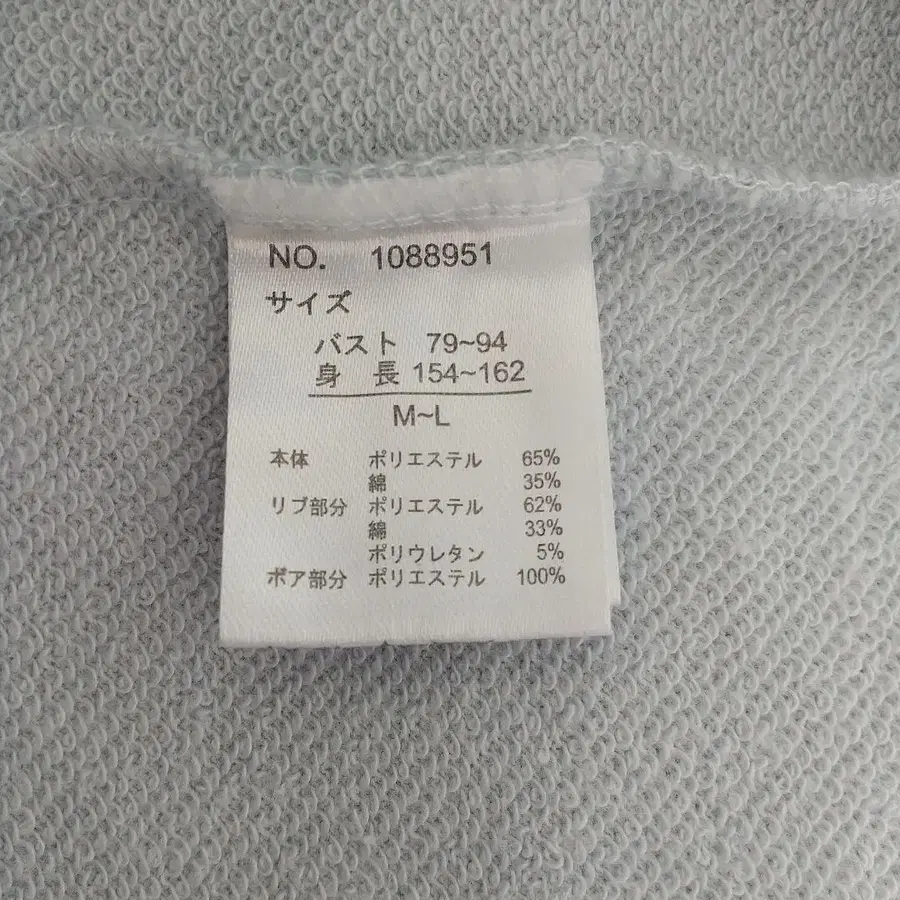 NO. 1088951
サイズ
バスト 79~94
身 長 154~162
M~L
本体 ポリエステル 65%
綿 35%
リブ部分 ポリエステル 62%
綿 33%
ポリウレタン 5%
ボア部分 ポリエステル 100%